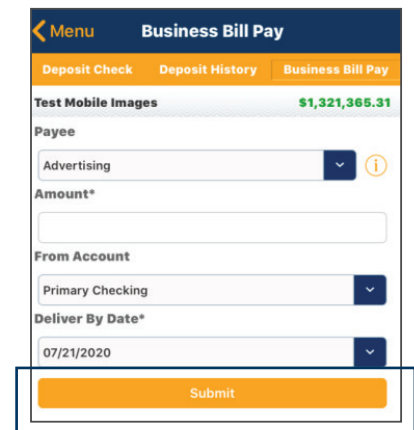 Menu Business Bill Pay
Deposit Check Deposit History Business Bill Pay
Test Mobile Images $1,321,365.31
Payee
Advertising
Amount*
From Account
Primary Checking
Deliver By Date*
07/21/2020
Submit